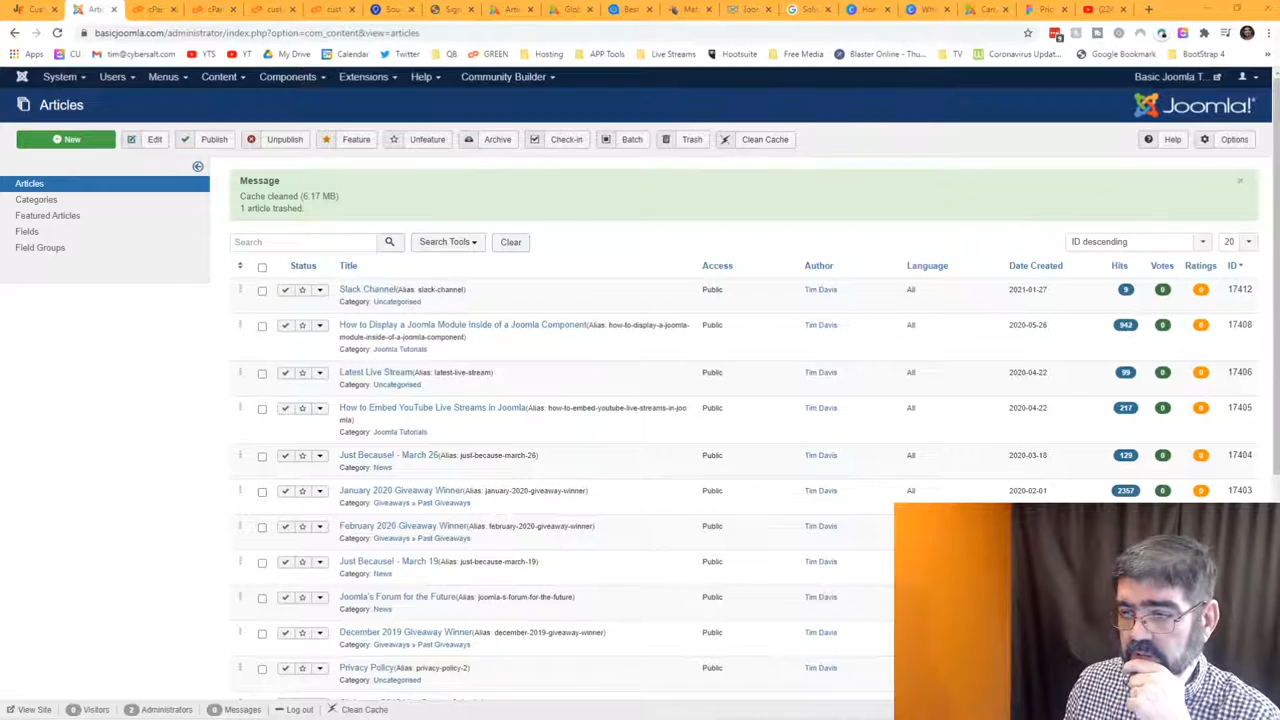 basicjoomla.com/administrator/index.php?option=com_content&view=articles
Apps CU tim@cybersalt.com YTS YT My Drive Calendar Twitter QB GREEN Hosting APP Tools Live Streams Hootsuite Free Media Blaster Online - Thu... TV Coronavirus Updat... Google Bookmark BootStrap 4
System Users Menus Content Components Extensions Help Community Builder Basic Joomla T...
Articles Joomla!
New Edit Publish Unpublish Feature Unfeature Archive Check-in Batch Trash Clean Cache Help Options
Articles
Categories
Featured Articles
Fields
Field Groups
Message
Cache cleaned (6.17 MB)
1 article trashed.
Search Search Tools Clear ID descending 20
Status Title Access Author Language Date Created Hits Votes Ratings ID
Slack Channel(Alias: slack-channel) Public Tim Davis All 2021-01-27 9 0 0 17412
Category: Uncategorised
How to Display a Joomla Module Inside of a Joomla Component(Alias: how-to-display-a-joomla- Public Tim Davis All 2020-05-26 942 0 0 17408
module-inside-of-a-joomla-component)
Category: Joomla Tutorials
Latest Live Stream(Alias: latest-live-stream) Public Tim Davis All 2020-04-22 99 0 0 17406
Category: Uncategorised
How to Embed YouTube Live Streams in Joomla(Alias: how-to-embed-youtube-live-streams-in-joo Public Tim Davis All 2020-04-22 217 0 0 17405
mla)
Category: Joomla Tutorials
Just Because! - March 26(Alias: just-because-march-26) Public Tim Davis All 2020-03-18 129 0 0 17404
Category: News
January 2020 Giveaway Winner(Alias: january-2020-giveaway-winner) Public Tim Davis All 2020-02-01 2357 0 0 17403
Category: Giveaways » Past Giveaways
February 2020 Giveaway Winner(Alias: february-2020-giveaway-winner) Public Tim Davis
Category: Giveaways » Past Giveaways
Just Because! - March 19(Alias: just-because-march-19) Public Tim Davis
Category: News
Joomla's Forum for the Future(Alias: joomla-s-forum-for-the-future) Public Tim Davis
Category: News
December 2019 Giveaway Winner(Alias: december-2019-giveaway-winner) Public Tim Davis
Category: Giveaways » Past Giveaways
Privacy Policy(Alias: privacy-policy-2) Public Tim Davis
Category: Uncategorised
View Site 0 Visitors 2 Administrators 0 Messages Log out Clean Cache